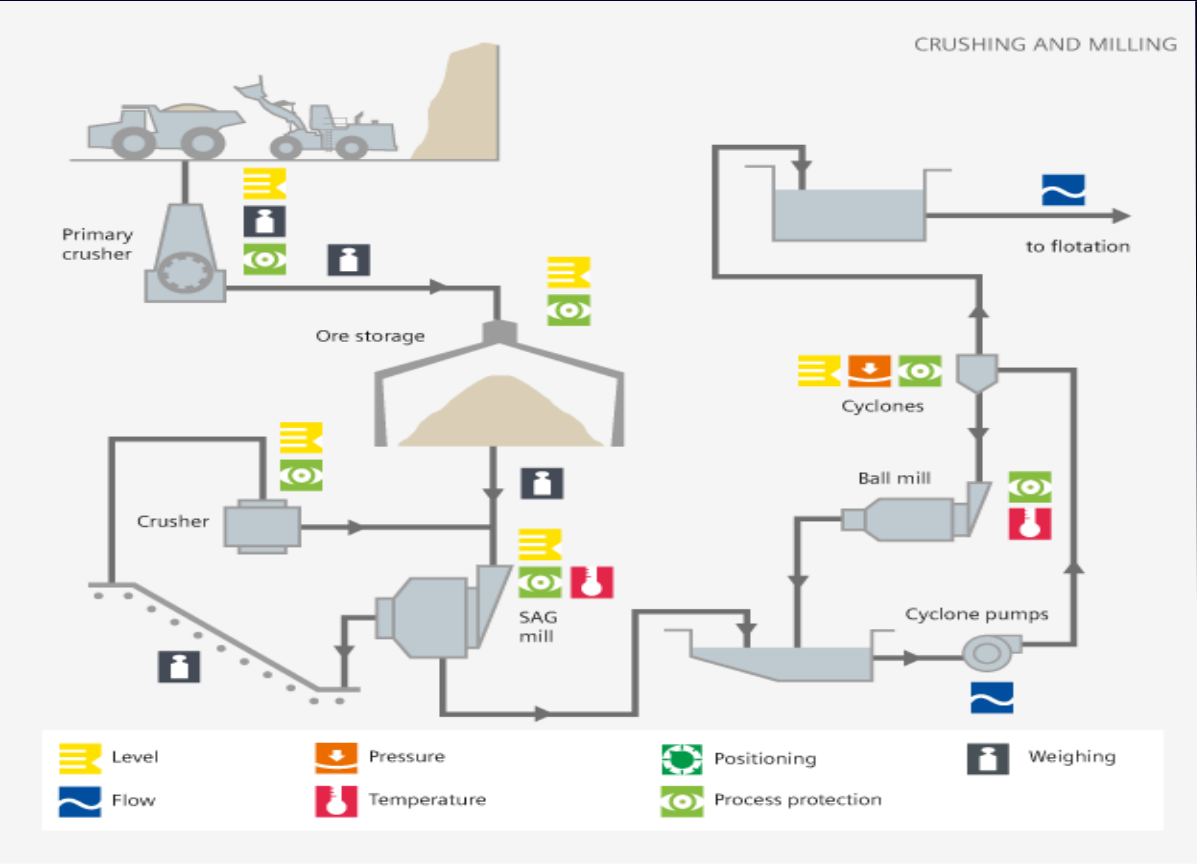 CRUSHING AND MILLING
Primary
crusher
to flotation
Ore storage
Cyclones
Ball mill
Crusher
SAG
mill
Cyclone pumps
Level
Pressure
Positioning
Weighing
Flow
Temperature
Process protection